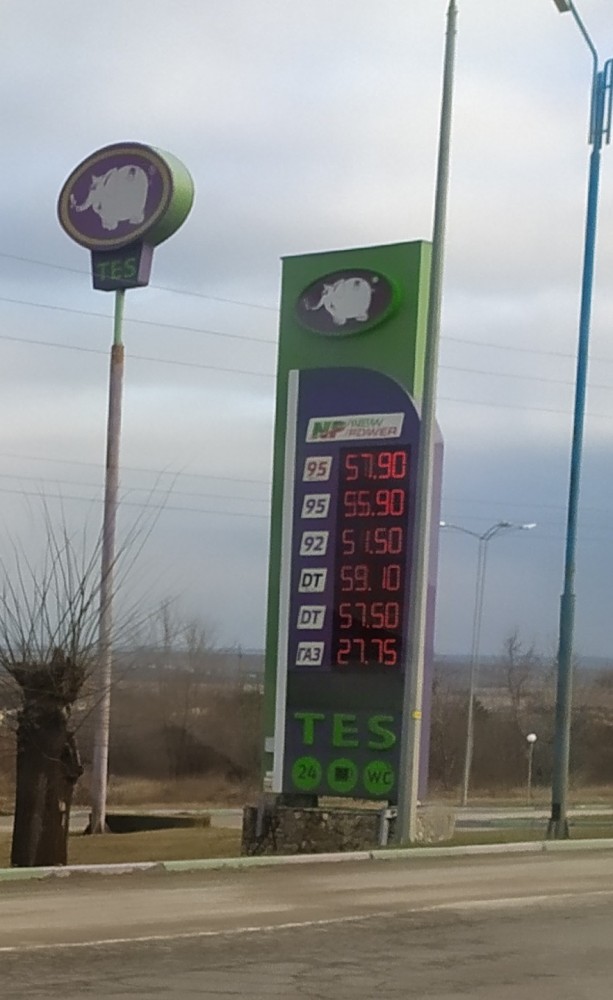 TES
NP NEW
POWER
95 57.90
95 55.90
92 51.50
DT 59.10
DT 57.50
ГАЗ 27.75
TES
24 WC